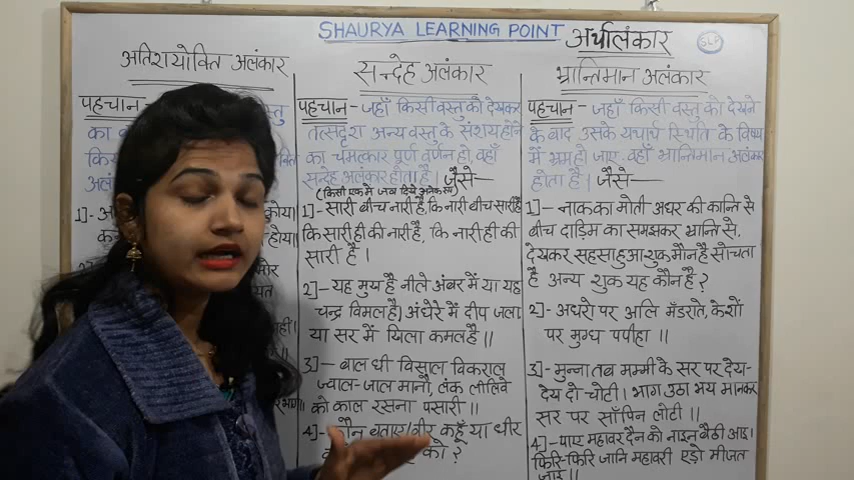 SHAURYA LEARNING POINT
अर्थालंकार
SLP
अतिशयोक्ति अलंकार
पहचान -
का
किय
अलं
1]- अ
कोय।
होया।
सन्देह अलंकार
पहचान - जहाँ किसी वस्तु को देखकर
तत्सदृश अन्य वस्तु के संशय होने
का चमत्कार पूर्ण वर्णन हो, वहाँ
सन्देह अलंकार होता है। जैसे—
(किसी एक में जब दिखे अनेकत्व)
1]- सारी बीच नारी है, कि नारी बीच सारी है
कि सारी ही की नारी है, कि नारी ही की
सारी है।
2]- यह मुख है नीले अंबर में या यह
चन्द्र विमल है) अंधेरे में दीप जला
या सर में खिला कमल है।।
3]- बाल धी विसाल विकराल
ज्वाल-जाल मानौ, लंक लीलिवे
को काल रसना पसारी।।
4]- कौन बताए वीर कहूँ या धीर
को ?
भ्रान्तिमान अलंकार
पहचान - जहाँ किसी वस्तु को देखने
के बाद उसके यथार्थ स्थिति के विषय
में भ्रम हो जाए. वहाँ भ्रान्तिमान अलंकार
होता है। जैसे—
1]- नाक का मोती अधर की कान्ति से
बीच दाड़िम का समझकर भ्रान्ति से,
देखकर सहसा हुआ शुक मौन है सोचता
है अन्य शुक यह कौन है ?
2]- अधरो पर अलि मँडराते, केशों
पर मुग्ध पपीहा ।।
3]- मुन्ना तब मम्मी के सर पर देख-
देख दो चोटी। भाग उठा भय मानकर
सर पर साँपिन लोटी ।।
4]- पाए महावर दैन को नाइन बैठी आइ।
फिरि-फिरि जानि महावरी एड़ी मीजत
जाइ।।